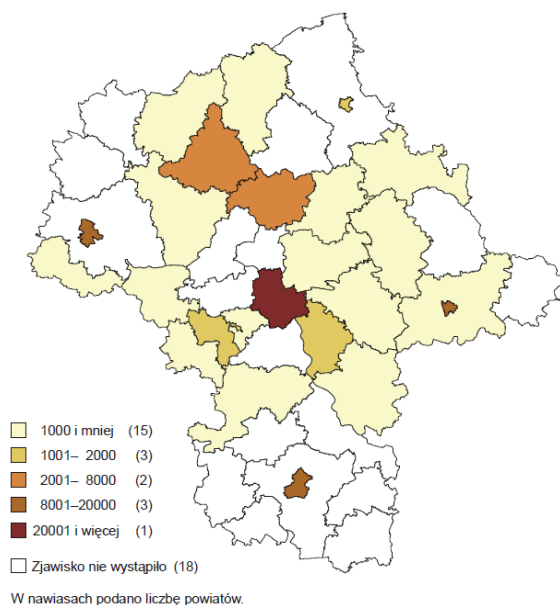 1000 i mniej (15)
1001– 2000 (3)
2001– 8000 (2)
8001–20000 (3)
20001 i więcej (1)
Zjawisko nie wystąpiło (18)
W nawiasach podano liczbę powiatów.